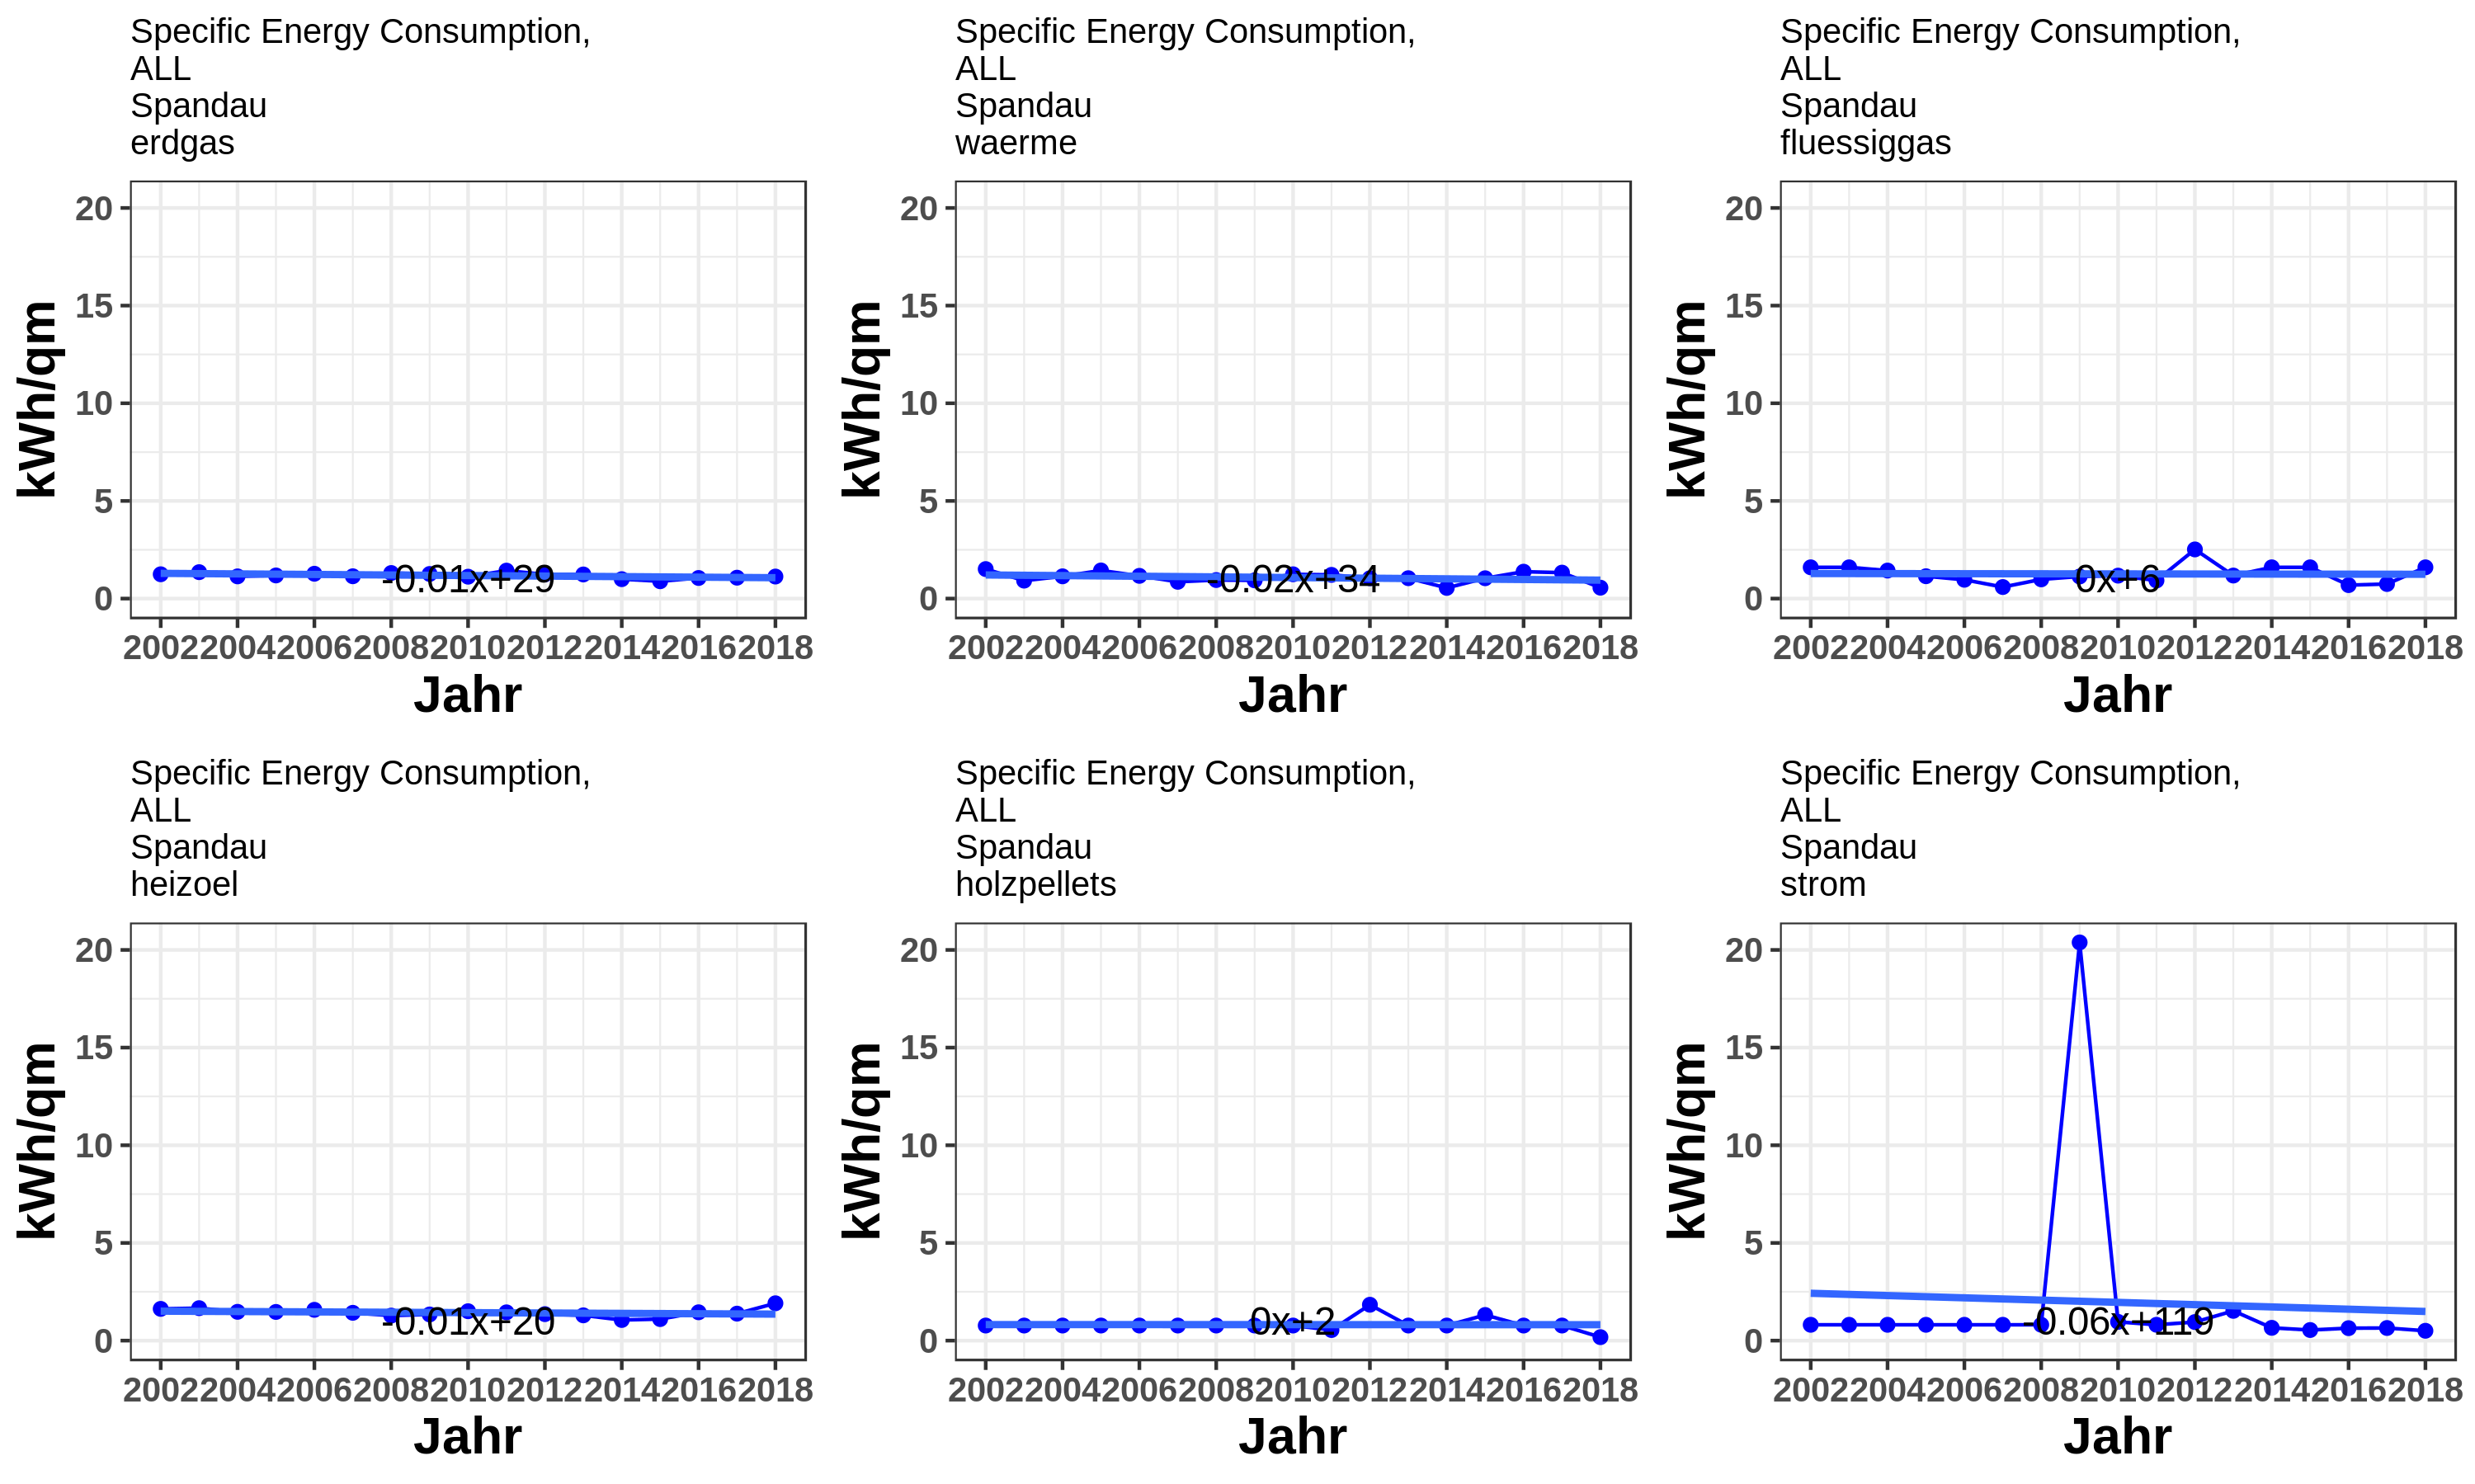 Specific Energy Consumption,
ALL
Spandau
erdgas
20
15
10
5
0
kWh/qm
-0.01x+29
2002 2004 2006 2008 2010 2012 2014 2016 2018
Jahr
Specific Energy Consumption,
ALL
Spandau
waerme
20
15
10
5
0
kWh/qm
-0.02x+34
2002 2004 2006 2008 2010 2012 2014 2016 2018
Jahr
Specific Energy Consumption,
ALL
Spandau
fluessiggas
20
15
10
5
0
kWh/qm
0x+6
2002 2004 2006 2008 2010 2012 2014 2016 2018
Jahr
Specific Energy Consumption,
ALL
Spandau
heizoel
20
15
10
5
0
kWh/qm
-0.01x+20
2002 2004 2006 2008 2010 2012 2014 2016 2018
Jahr
Specific Energy Consumption,
ALL
Spandau
holzpellets
20
15
10
5
0
kWh/qm
0x+2
2002 2004 2006 2008 2010 2012 2014 2016 2018
Jahr
Specific Energy Consumption,
ALL
Spandau
strom
20
15
10
5
0
kWh/qm
-0.06x+119
2002 2004 2006 2008 2010 2012 2014 2016 2018
Jahr